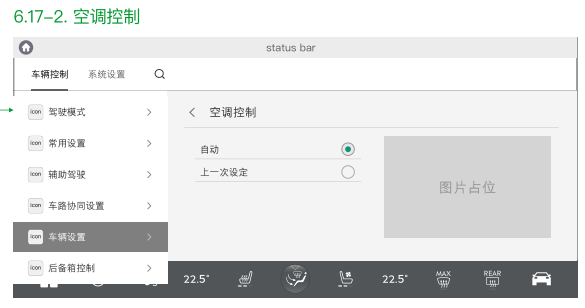 6.17-2. 空调控制
status bar
车辆控制 系统设置
icon 驾驶模式
icon 常用设置
icon 辅助驾驶
icon 车路协同设置
icon 车辆设置
icon 后备箱控制
空调控制
自动
上一次设定
图片占位
22.5° 22.5° MAX REAR